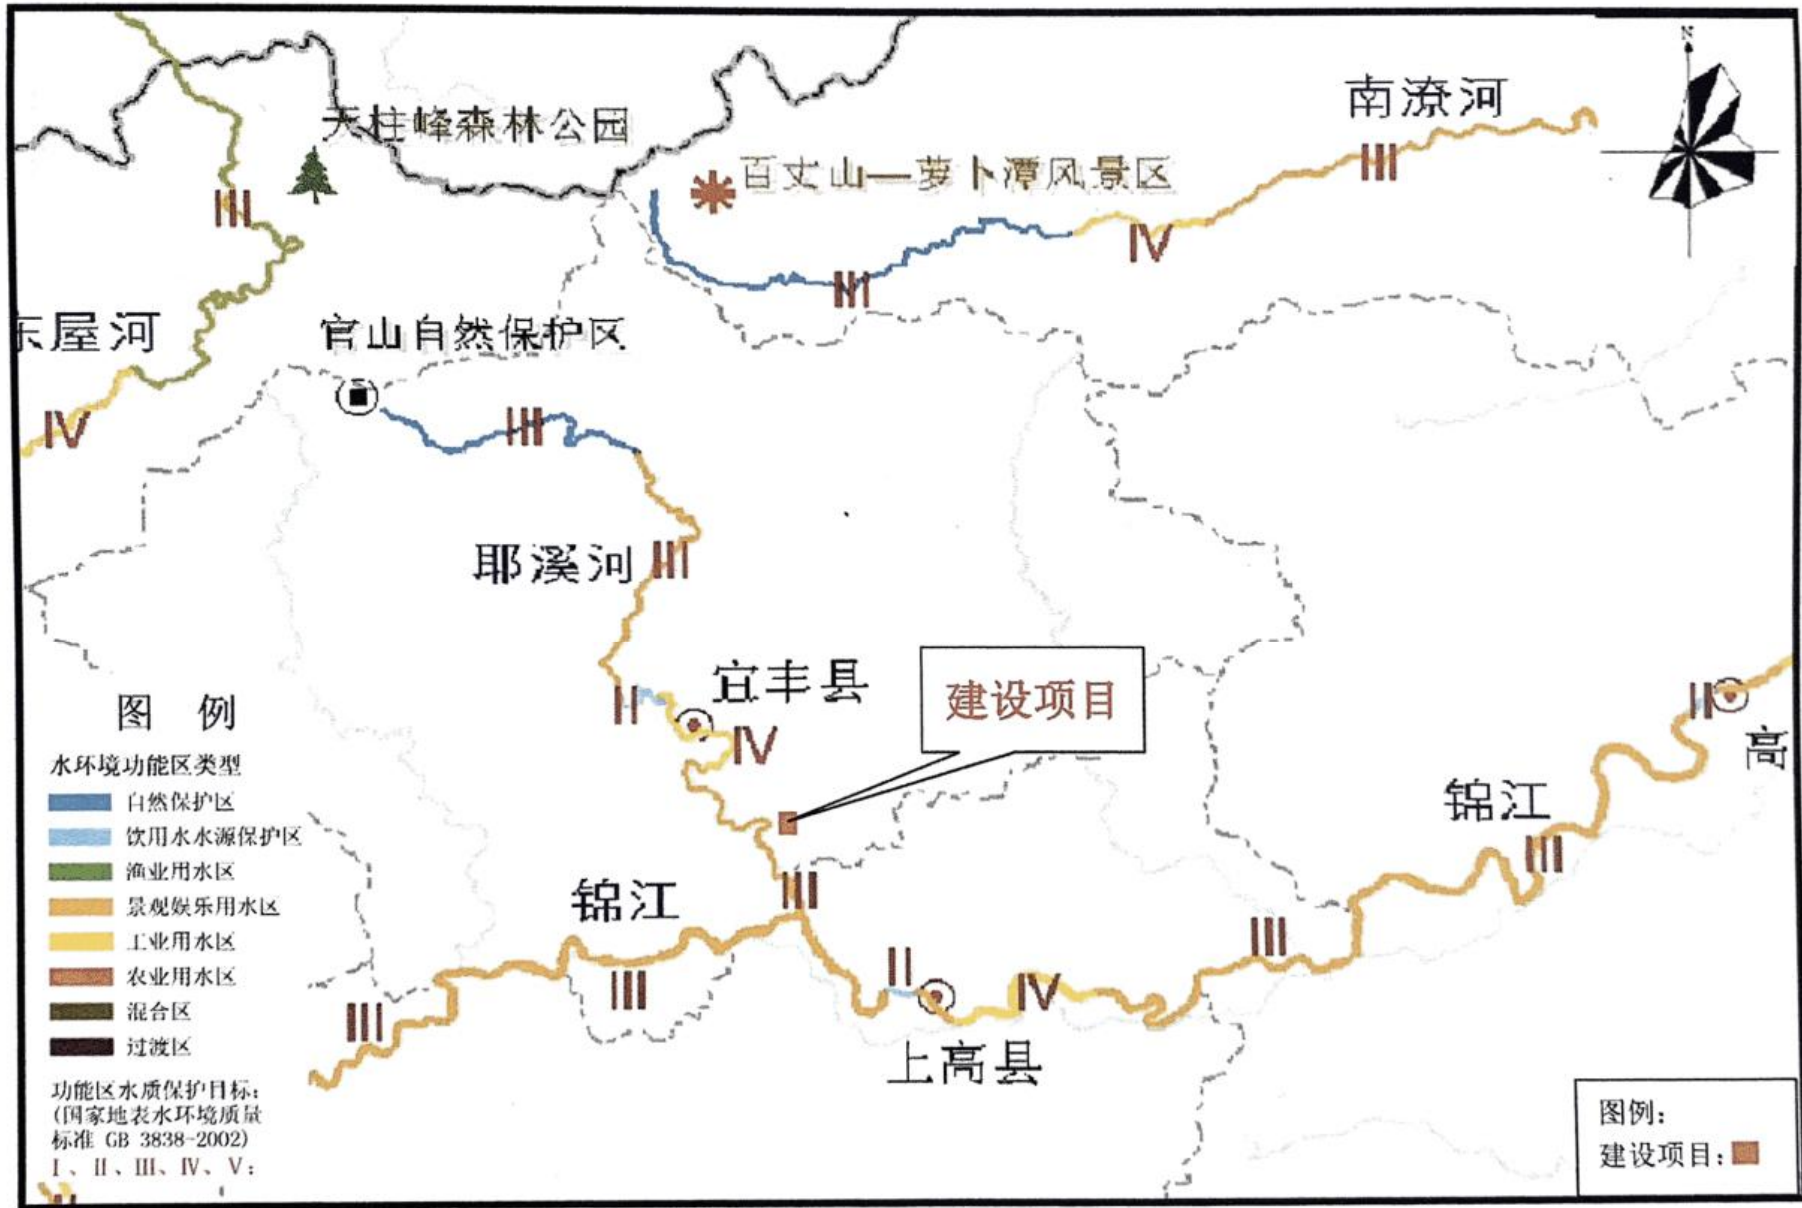 N
南潦河
天柱峰森林公园
III
百丈山—萝卜潭风景区
III
IV
III
官山自然保护区
东屋河
IV
III
耶溪河
III
宜丰县
II
IV
建设项目
II
高
锦江
III
锦江
III
III
III
II
IV
III
III
上高县
图 例
水环境功能区类型
自然保护区
饮用水水源保护区
渔业用水区
景观娱乐用水区
工业用水区
农业用水区
混合区
过渡区
功能区水质保护目标:
(国家地表水环境质量
标准 GB 3838-2002)
I、II、III、IV、V:
图例:
建设项目: